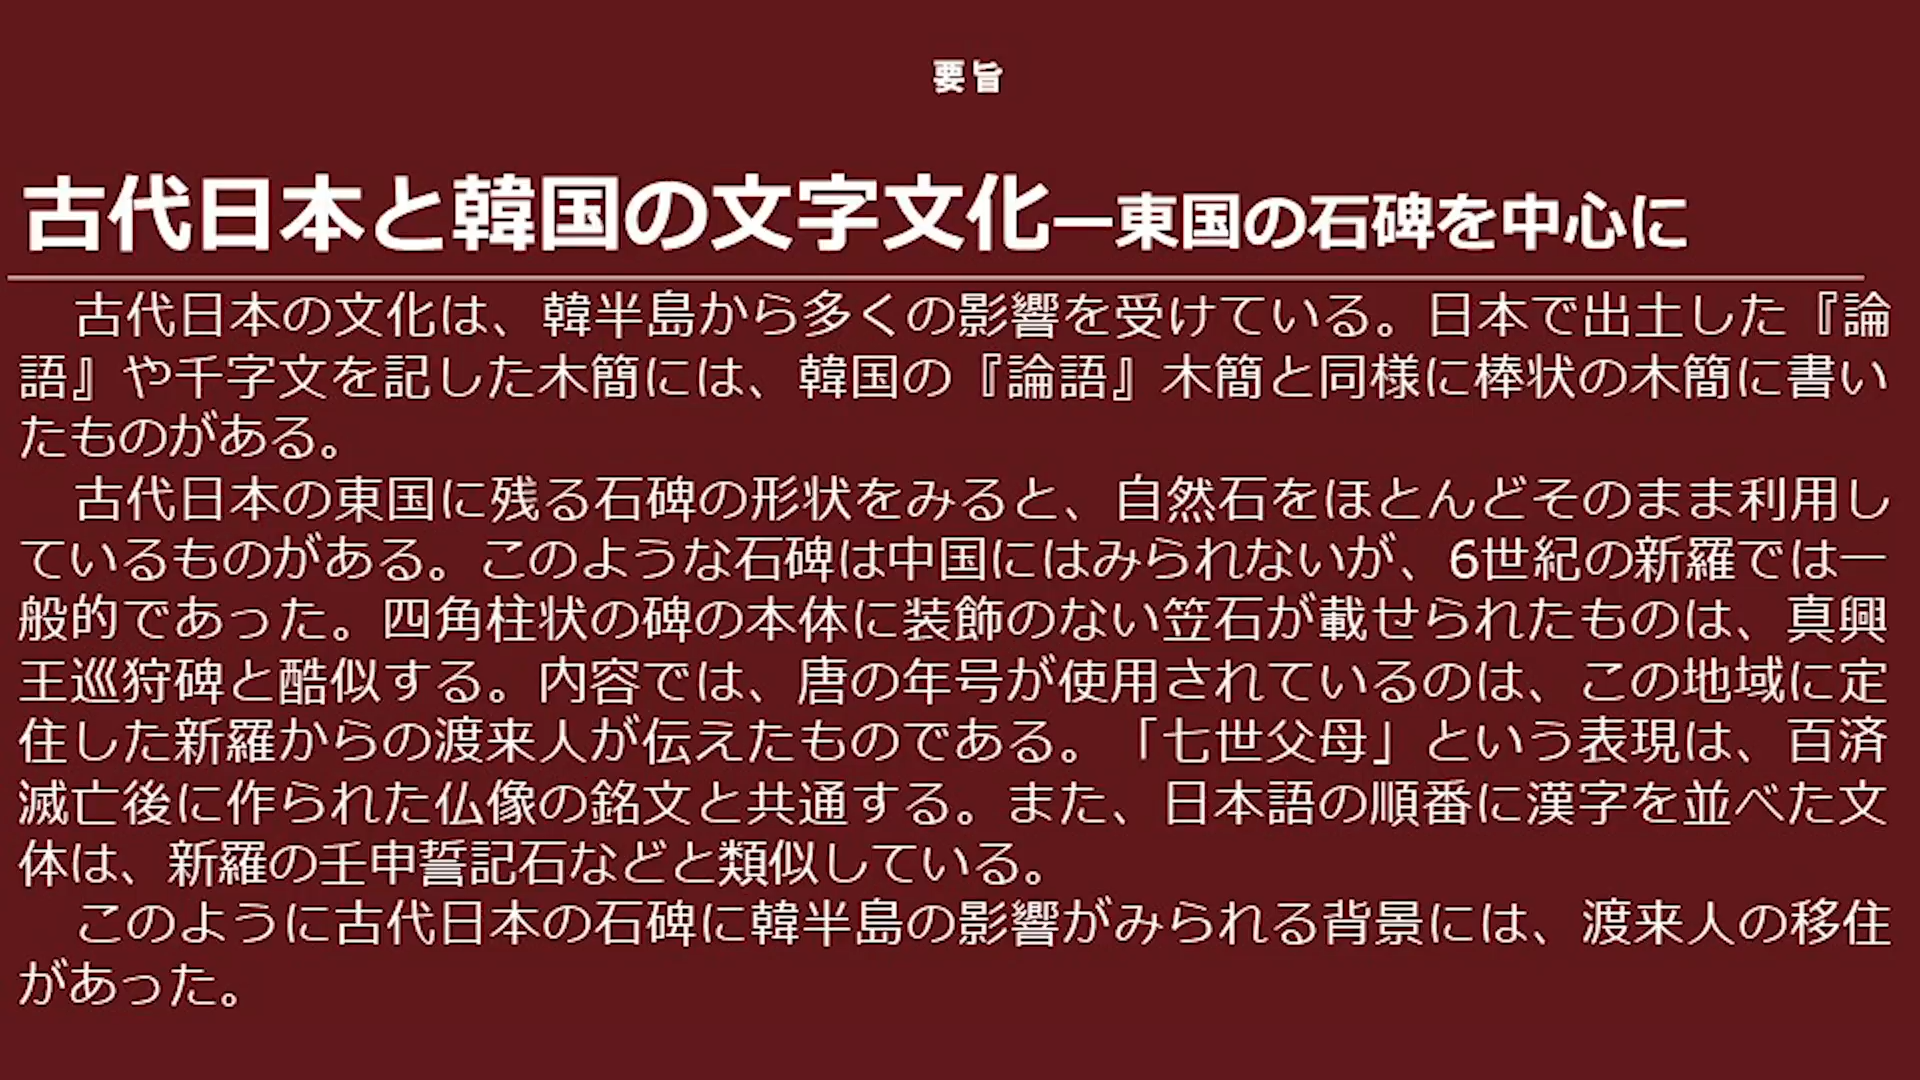 要旨
古代日本と韓国の文字文化―東国の石碑を中心に
古代日本の文化は、韓半島から多くの影響を受けている。日本で出土した『論
語』や千字文を記した木簡には、韓国の『論語』木簡と同様に棒状の木簡に書い
たものがある。
古代日本の東国に残る石碑の形状をみると、自然石をほとんどそのまま利用し
ているものがある。このような石碑は中国にはみられないが、6世紀の新羅では一
般的であった。四角柱状の碑の本体に装飾のない笠石が載せられたものは、真興
王巡狩碑と酷似する。内容では、唐の年号が使用されているのは、この地域に定
住した新羅からの渡来人が伝えたものである。「七世父母」という表現は、百済
滅亡後に作られた仏像の銘文と共通する。また、日本語の順番に漢字を並べた文
体は、新羅の壬申誓記石などと類似している。
このように古代日本の石碑に韓半島の影響がみられる背景には、渡来人の移住
があった。